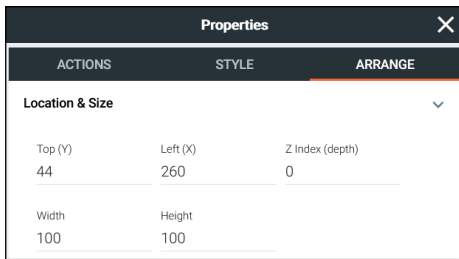 Properties
ACTIONS STYLE ARRANGE
Location & Size
Top (Y) Left (X) Z Index (depth)
44 260 0
Width Height
100 100